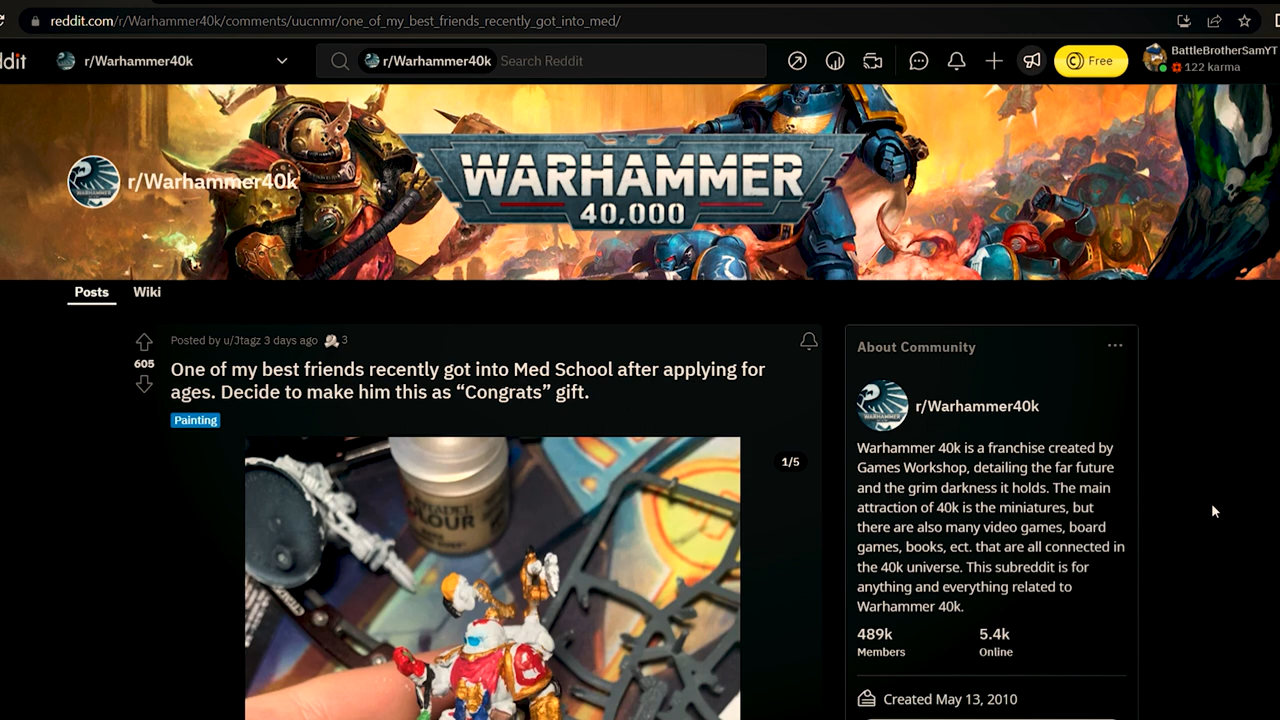 reddit.com/r/Warhammer40k/comments/uucnmr/one_of_my_best_friends_recently_got_into_med/
ddit
r/Warhammer40k
r/Warhammer40k Search Reddit
Free
BattleBrotherSamYT
122 karma
r/Warhammer40k
WARHAMMER
40,000
Posts Wiki
605
Posted by u/Jtagz 3 days ago 3
One of my best friends recently got into Med School after applying for
ages. Decide to make him this as “Congrats” gift.
Painting
1/5
OLOUR
About Community
r/Warhammer40k
Warhammer 40k is a franchise created by
Games Workshop, detailing the far future
and the grim darkness it holds. The main
attraction of 40k is the miniatures, but
there are also many video games, board
games, books, ect. that are all connected in
the 40k universe. This subreddit is for
anything and everything related to
Warhammer 40k.
489k 5.4k
Members Online
Created May 13, 2010